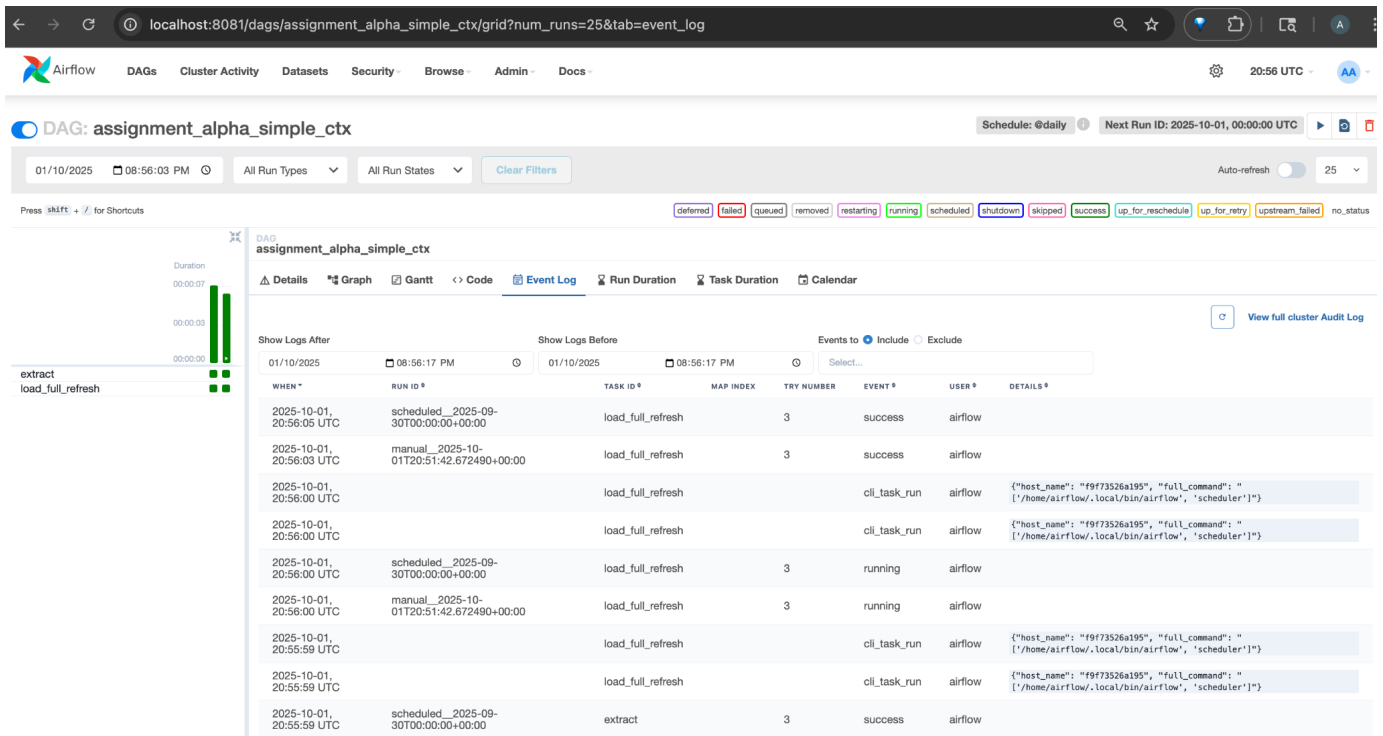 localhost:8081/dags/assignment_alpha_simple_ctx/grid?num_runs=25&tab=event_log
A
Airflow DAGs Cluster Activity Datasets Security Browse Admin Docs 20:56 UTC AA
DAG: assignment_alpha_simple_ctx Schedule: @daily Next Run ID: 2025-10-01, 00:00:00 UTC
01/10/2025 08:56:03 PM All Run Types All Run States Clear Filters Auto-refresh 25
Press shift + / for Shortcuts deferred failed queued removed restarting running scheduled shutdown skipped success up_for_reschedule up_for_retry upstream_failed no_status
DAG
assignment_alpha_simple_ctx
Duration
00:00:07
00:00:03
00:00:00
extract
load_full_refresh
Details Graph Gantt Code Event Log Run Duration Task Duration Calendar
View full cluster Audit Log
Show Logs After Show Logs Before Events to Include Exclude
01/10/2025 08:56:17 PM 01/10/2025 08:56:17 PM Select...
WHEN RUN ID TASK ID MAP INDEX TRY NUMBER EVENT USER DETAILS
2025-10-01, scheduled__2025-09-
20:56:05 UTC 30T00:00:00+00:00 load_full_refresh 3 success airflow
2025-10-01, manual__2025-10-
20:56:03 UTC 01T20:51:42.672490+00:00 load_full_refresh 3 success airflow
2025-10-01, {"host_name": "f9f73526a195", "full_command": "
20:56:00 UTC load_full_refresh cli_task_run airflow ['/home/airflow/.local/bin/airflow', 'scheduler']"}
2025-10-01, {"host_name": "f9f73526a195", "full_command": "
20:56:00 UTC load_full_refresh cli_task_run airflow ['/home/airflow/.local/bin/airflow', 'scheduler']"}
2025-10-01, scheduled__2025-09-
20:56:00 UTC 30T00:00:00+00:00 load_full_refresh 3 running airflow
2025-10-01, manual__2025-10-
20:56:00 UTC 01T20:51:42.672490+00:00 load_full_refresh 3 running airflow
2025-10-01, {"host_name": "f9f73526a195", "full_command": "
20:55:59 UTC load_full_refresh cli_task_run airflow ['/home/airflow/.local/bin/airflow', 'scheduler']"}
2025-10-01, {"host_name": "f9f73526a195", "full_command": "
20:55:59 UTC load_full_refresh cli_task_run airflow ['/home/airflow/.local/bin/airflow', 'scheduler']"}
2025-10-01, scheduled__2025-09-
20:55:59 UTC 30T00:00:00+00:00 extract 3 success airflow